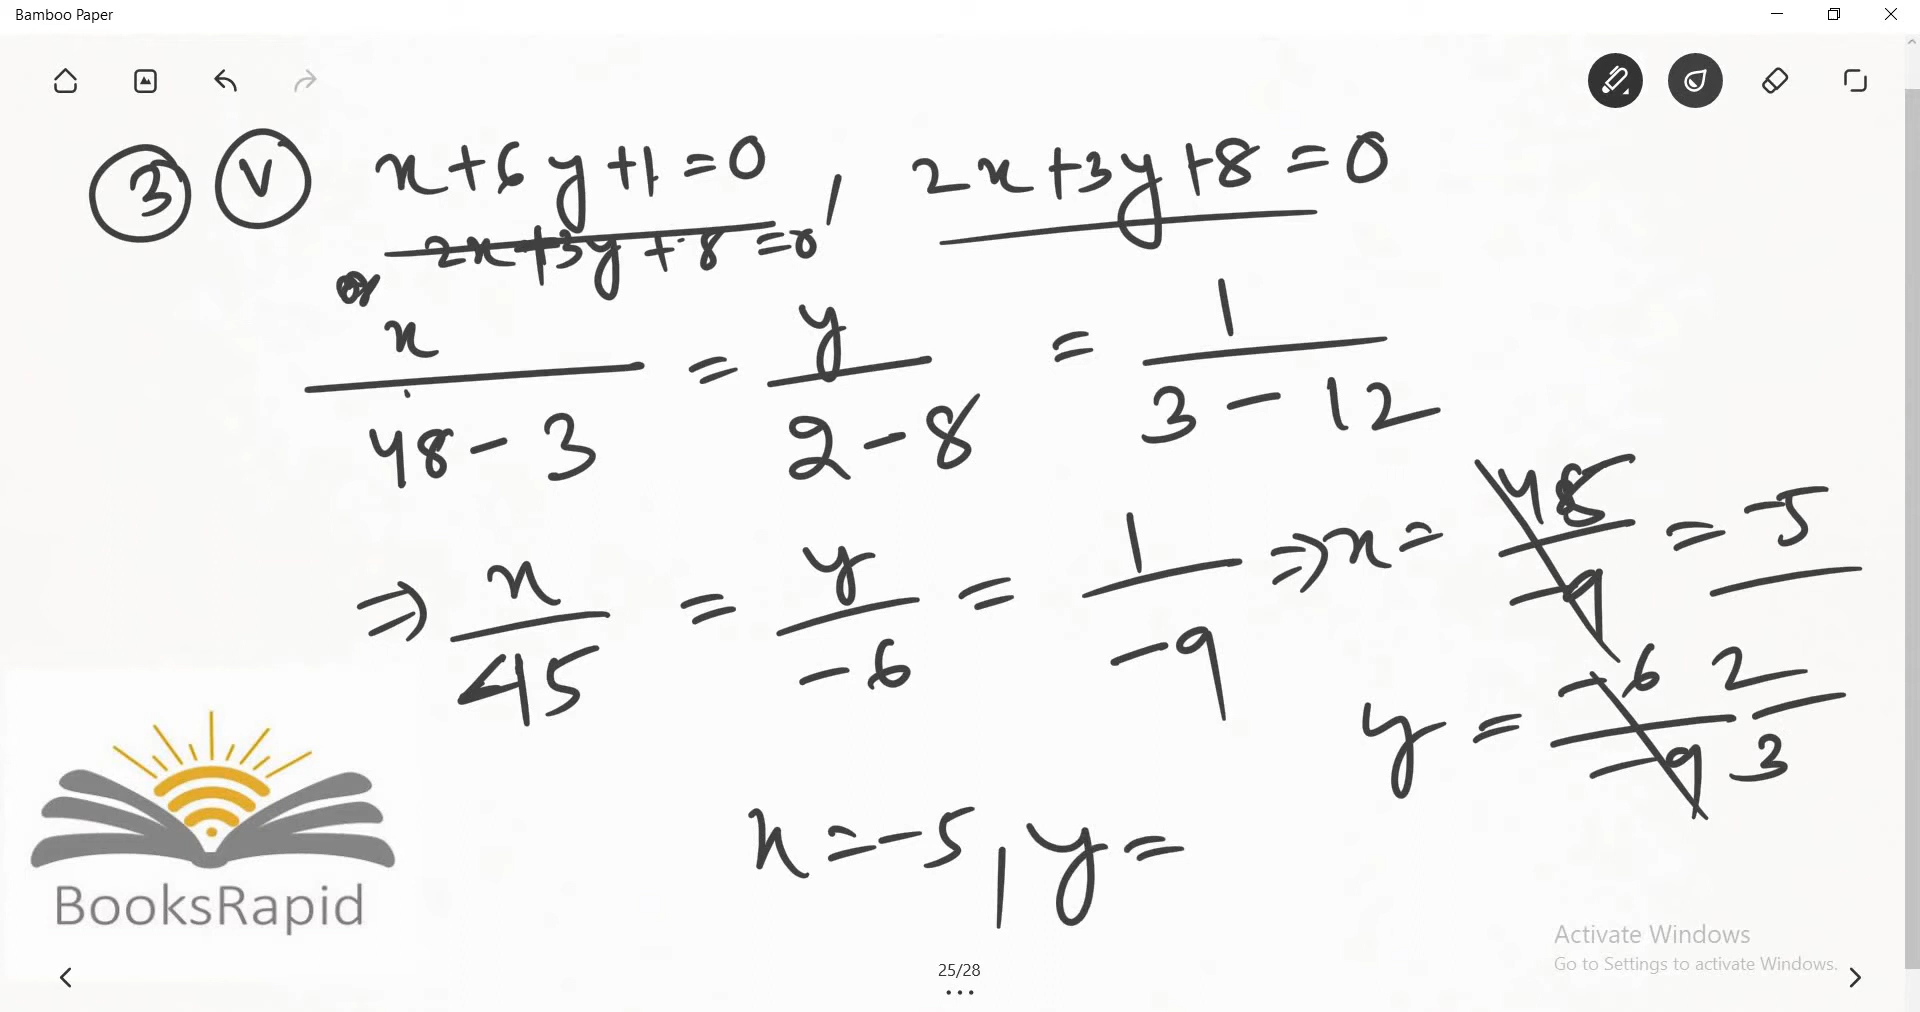 Bamboo Paper
3 V x+6y+1=0, 2x+3y+8=0
2x+3y+8=0
x/48-3 = y/2-8 = 1/3-12
⇒ x/45 = y/-6 = 1/-9 ⇒ x = 45/-9 = -5
y = -6/-9 2/3
x=-5, y=
BooksRapid
Activate Windows
Go to Settings to activate Windows.
25/28